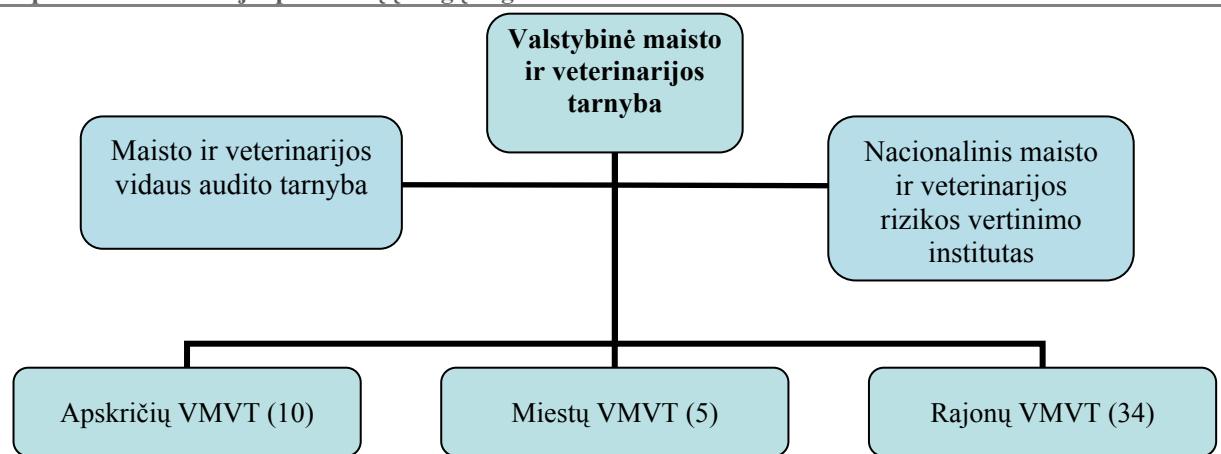 Valstybinė maisto
ir veterinarijos
tarnyba
Maisto ir veterinarijos
vidaus audito tarnyba
Nacionalinis maisto
ir veterinarijos
rizikos vertinimo
institutas
Apskričių VMVT (10)
Miestų VMVT (5)
Rajonų VMVT (34)